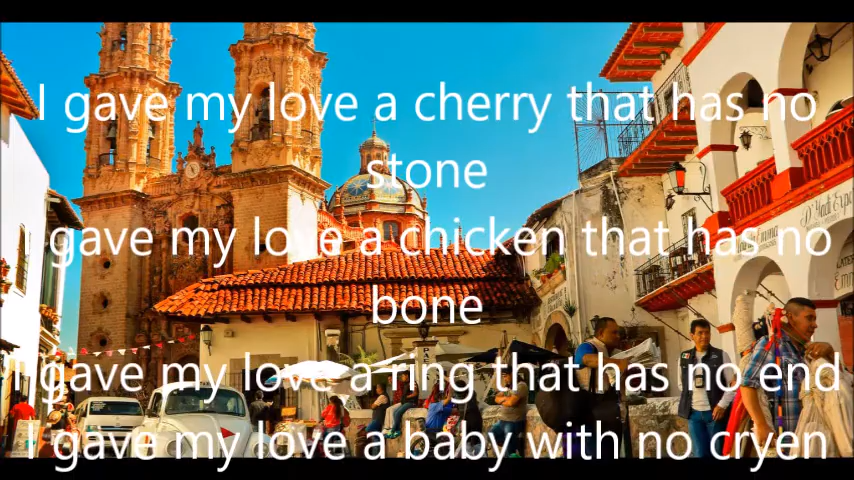 I gave my love a cherry that has no
stone
I gave my love a chicken that has no
bone
I gave my love a ring that has no end
I gave my love a baby with no cryen